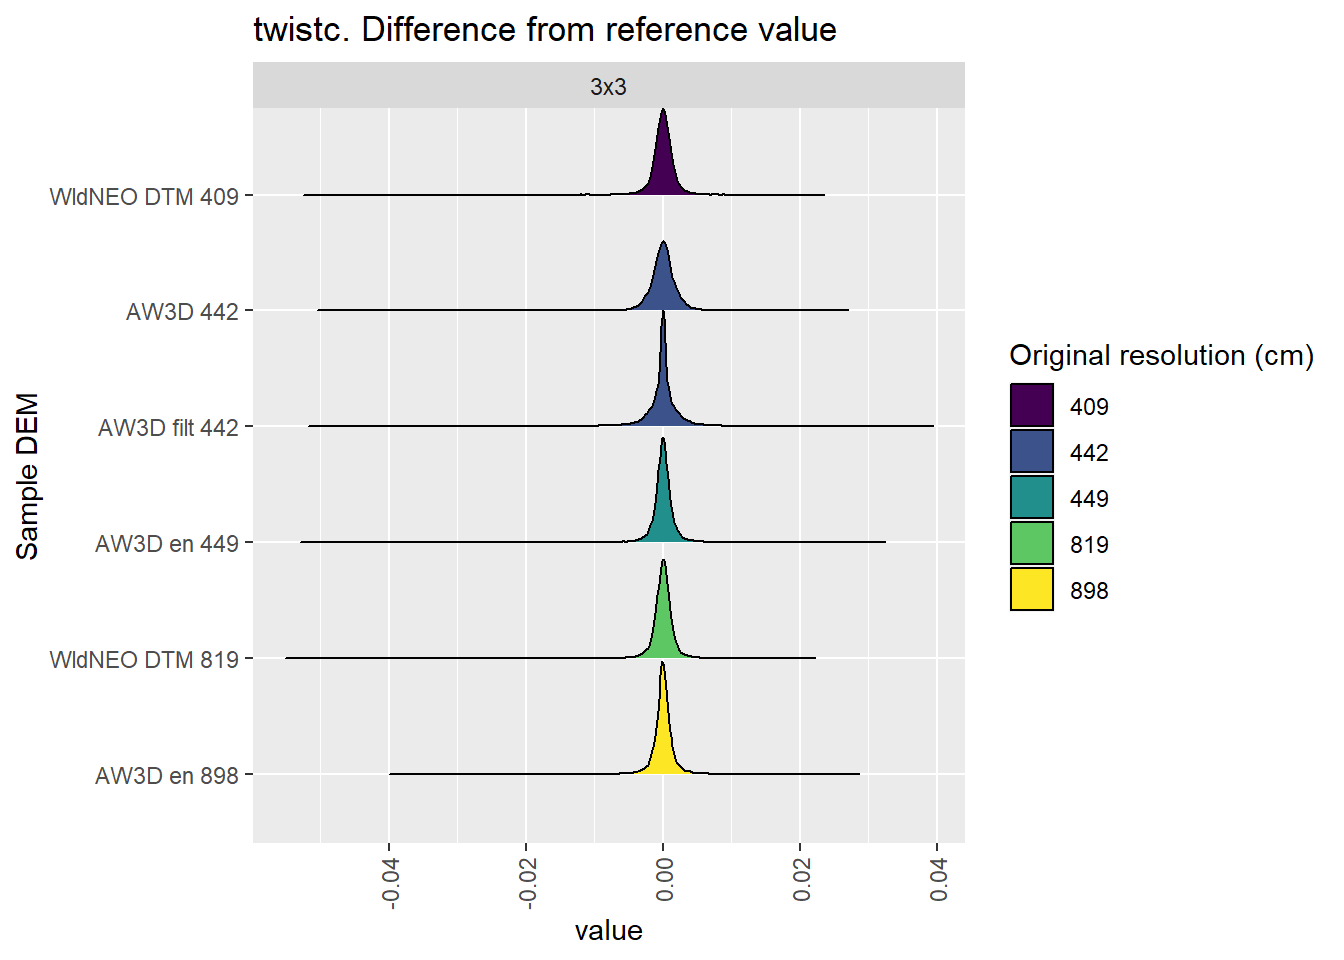 twistc. Difference from reference value
3x3
WldNEO DTM 409
AW3D 442
AW3D filt 442
AW3D en 449
WldNEO DTM 819
AW3D en 898
Sample DEM
-0.04
-0.02
0.00
0.02
0.04
value
Original resolution (cm)
409
442
449
819
898